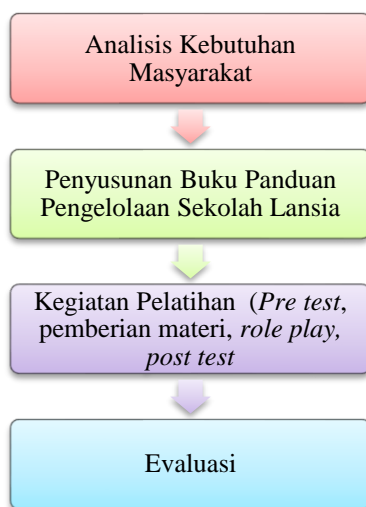 Analisis Kebutuhan
Masyarakat
Penyusunan Buku Panduan
Pengelolaan Sekolah Lansia
Kegiatan Pelatihan (Pre test,
pemberian materi, role play,
post test
Evaluasi